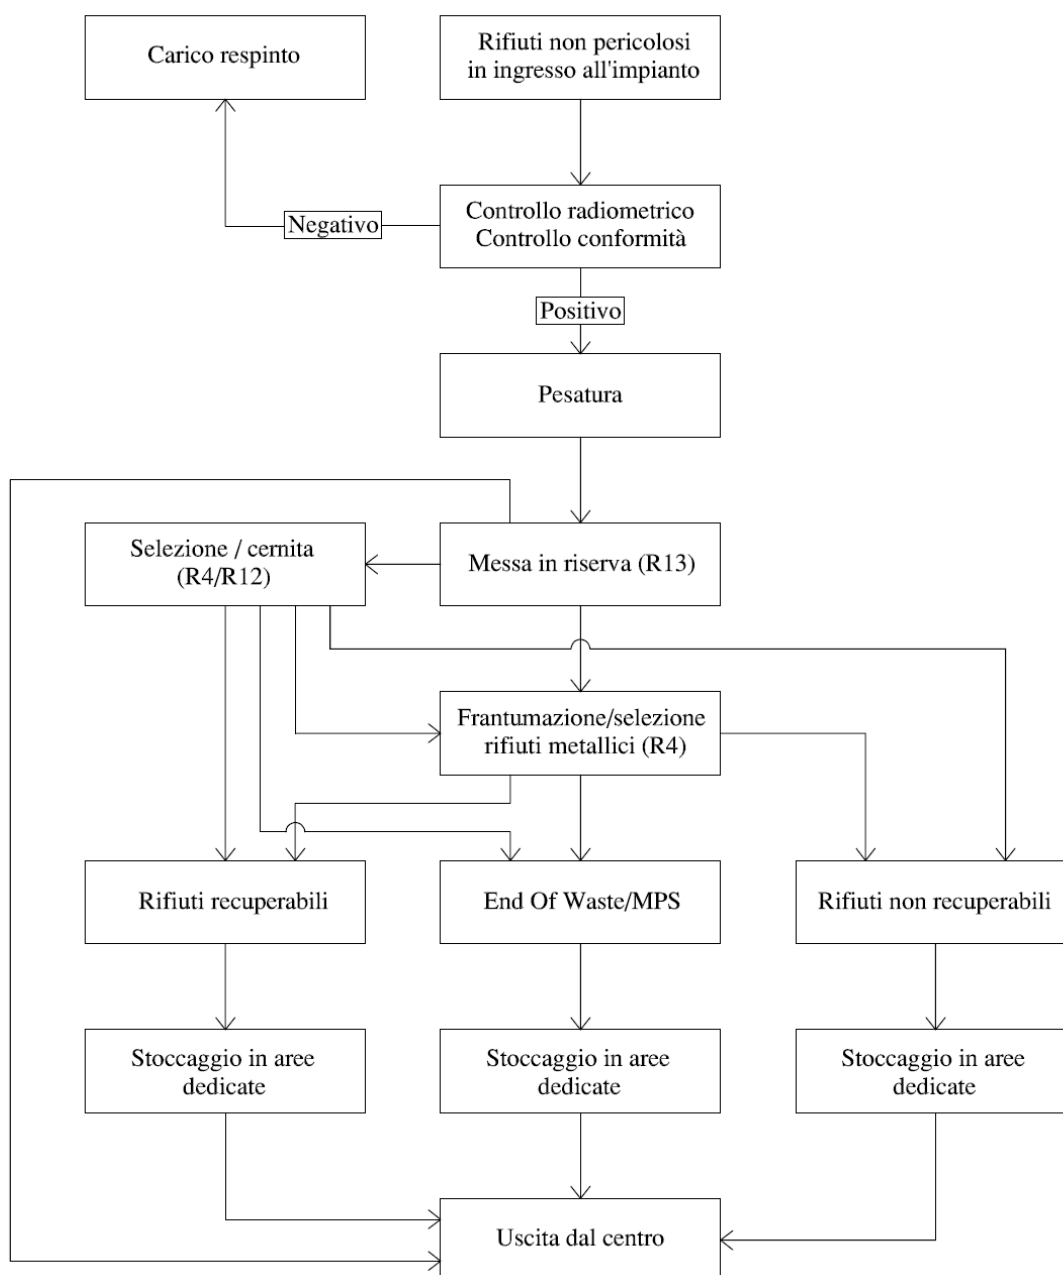 Carico respinto
Rifiuti non pericolosi
in ingresso all'impianto
Controllo radiometrico
Controllo conformità
Negativo
Positivo
Pesatura
Selezione / cernita
(R4/R12)
Messa in riserva (R13)
Frantumazione/selezione
rifiuti metallici (R4)
Rifiuti recuperabili
End Of Waste/MPS
Rifiuti non recuperabili
Stoccaggio in aree
dedicate
Stoccaggio in aree
dedicate
Stoccaggio in aree
dedicate
Uscita dal centro